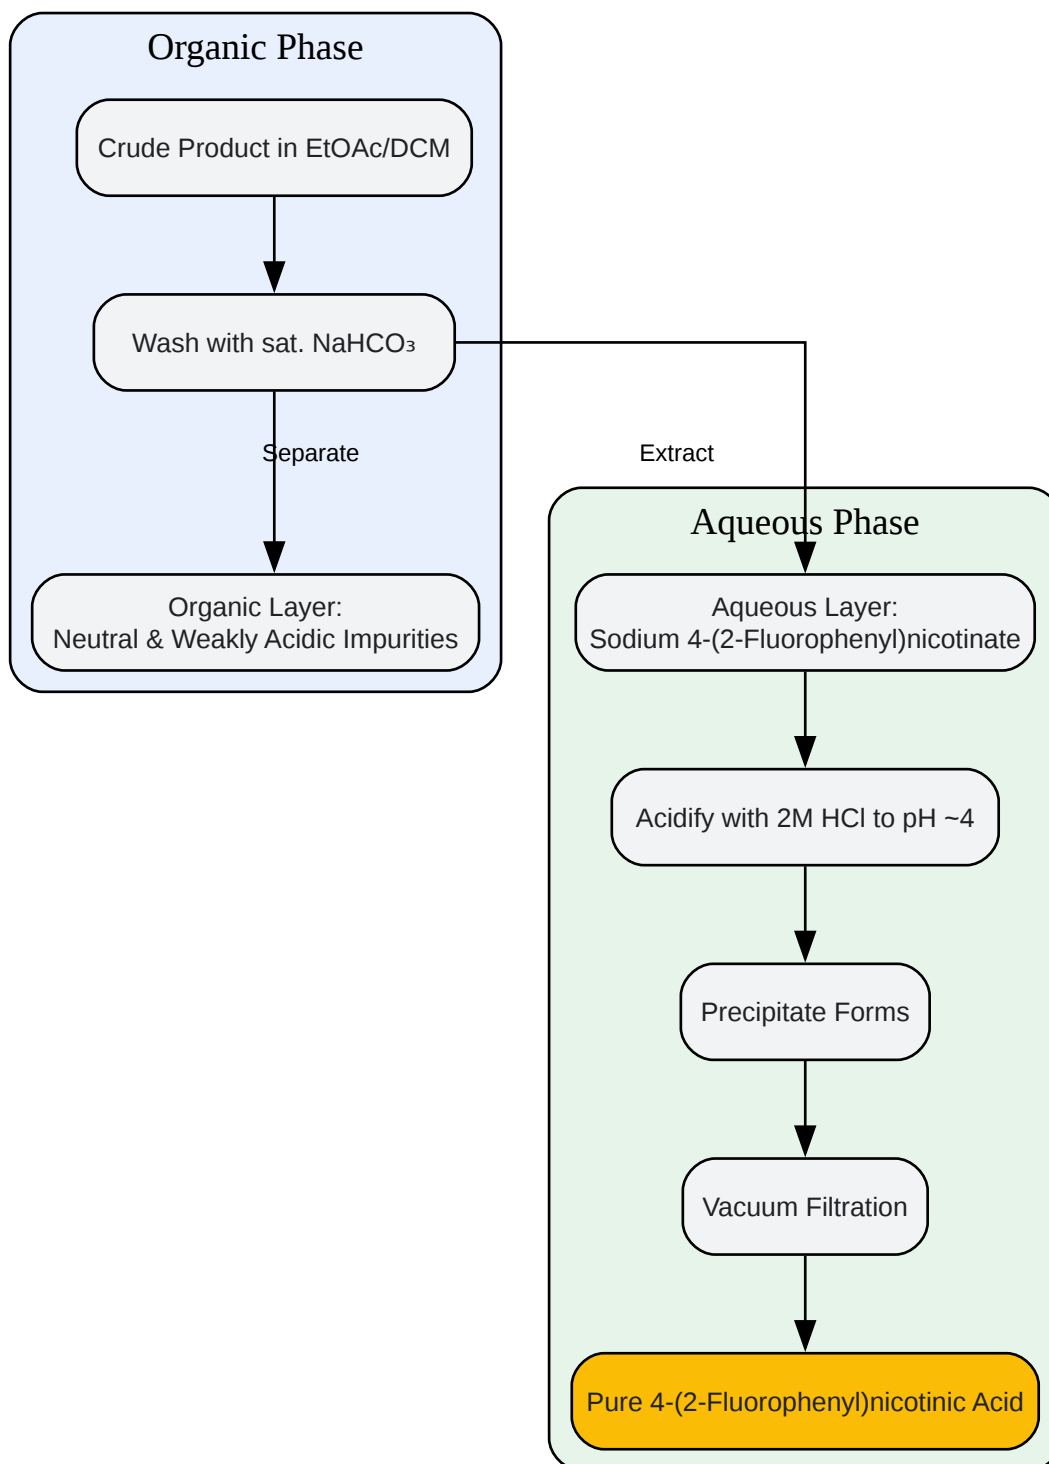 Organic Phase
Crude Product in EtOAc/DCM
Wash with sat. NaHCO₃
Separate
Extract
Organic Layer:
Neutral & Weakly Acidic Impurities
Aqueous Phase
Aqueous Layer:
Sodium 4-(2-Fluorophenyl)nicotinate
Acidify with 2M HCl to pH ~4
Precipitate Forms
Vacuum Filtration
Pure 4-(2-Fluorophenyl)nicotinic Acid